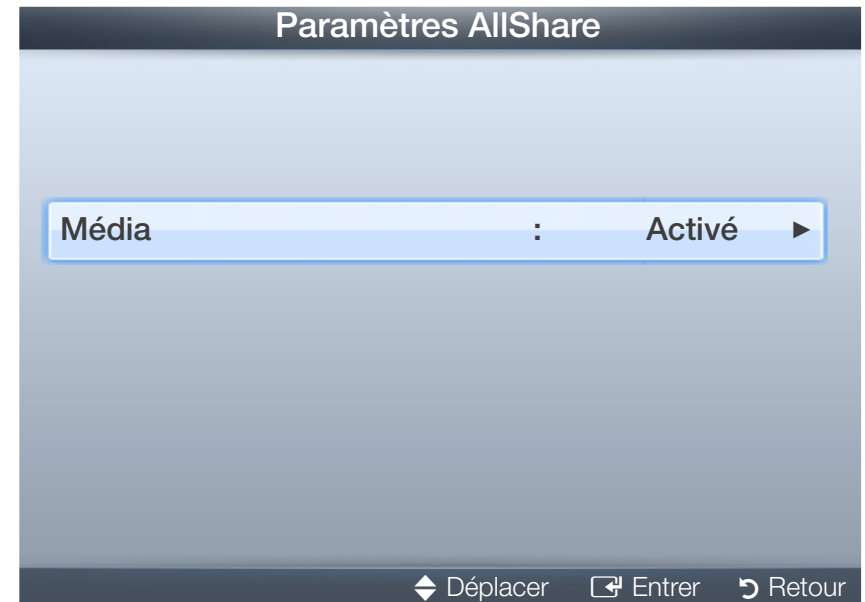 Paramètres AllShare
Média : Activé ►
Déplacer Entrer Retour